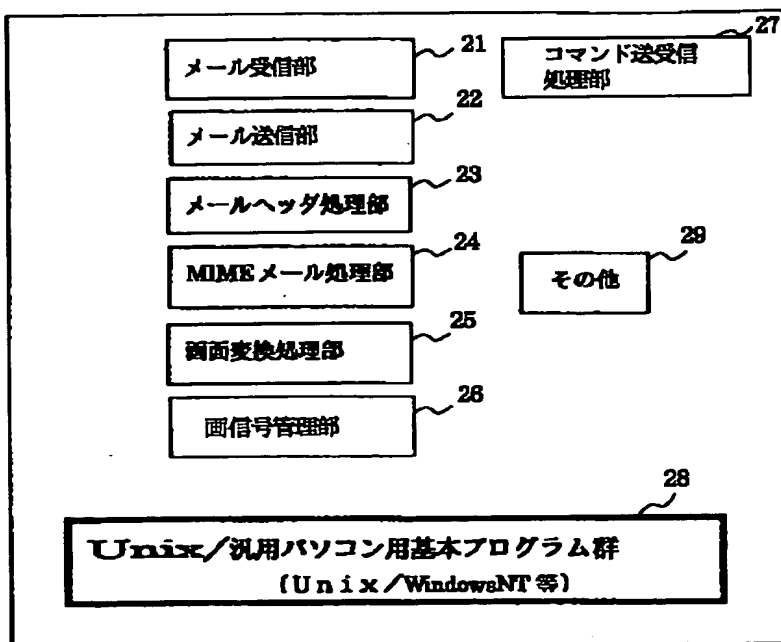 メール受信部
21
コマンド送受信
処理部
27
メール送信部
22
メールヘッダ処理部
23
MIMEメール処理部
24
その他
29
画面変換処理部
25
画信号管理部
26
28
Unix/汎用パソコン用基本プログラム群
(Unix/WindowsNT等)